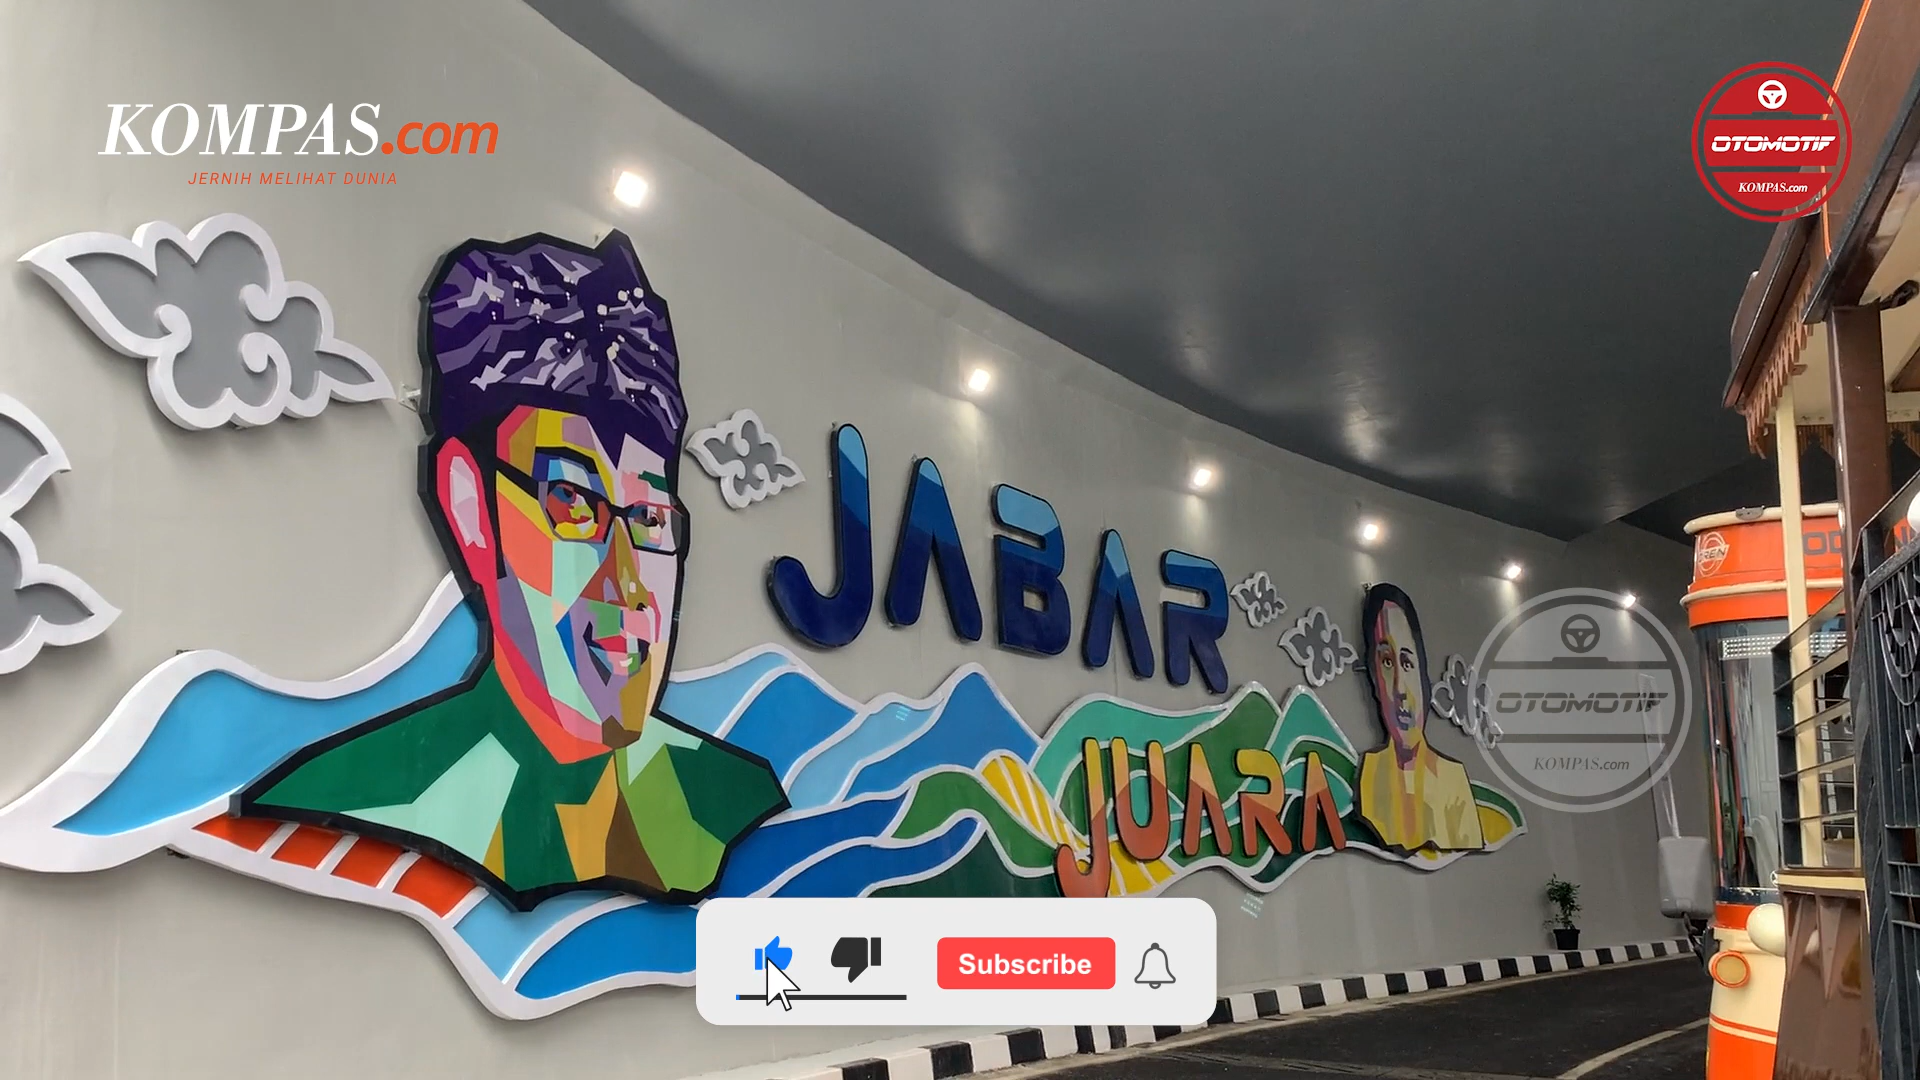 KOMPAS.com
JERNIH MELIHAT DUNIA
OTOMOTIF
KOMPAS.com
JABAR
JUARA
OTOMOTIF
KOMPAS.com
Subscribe